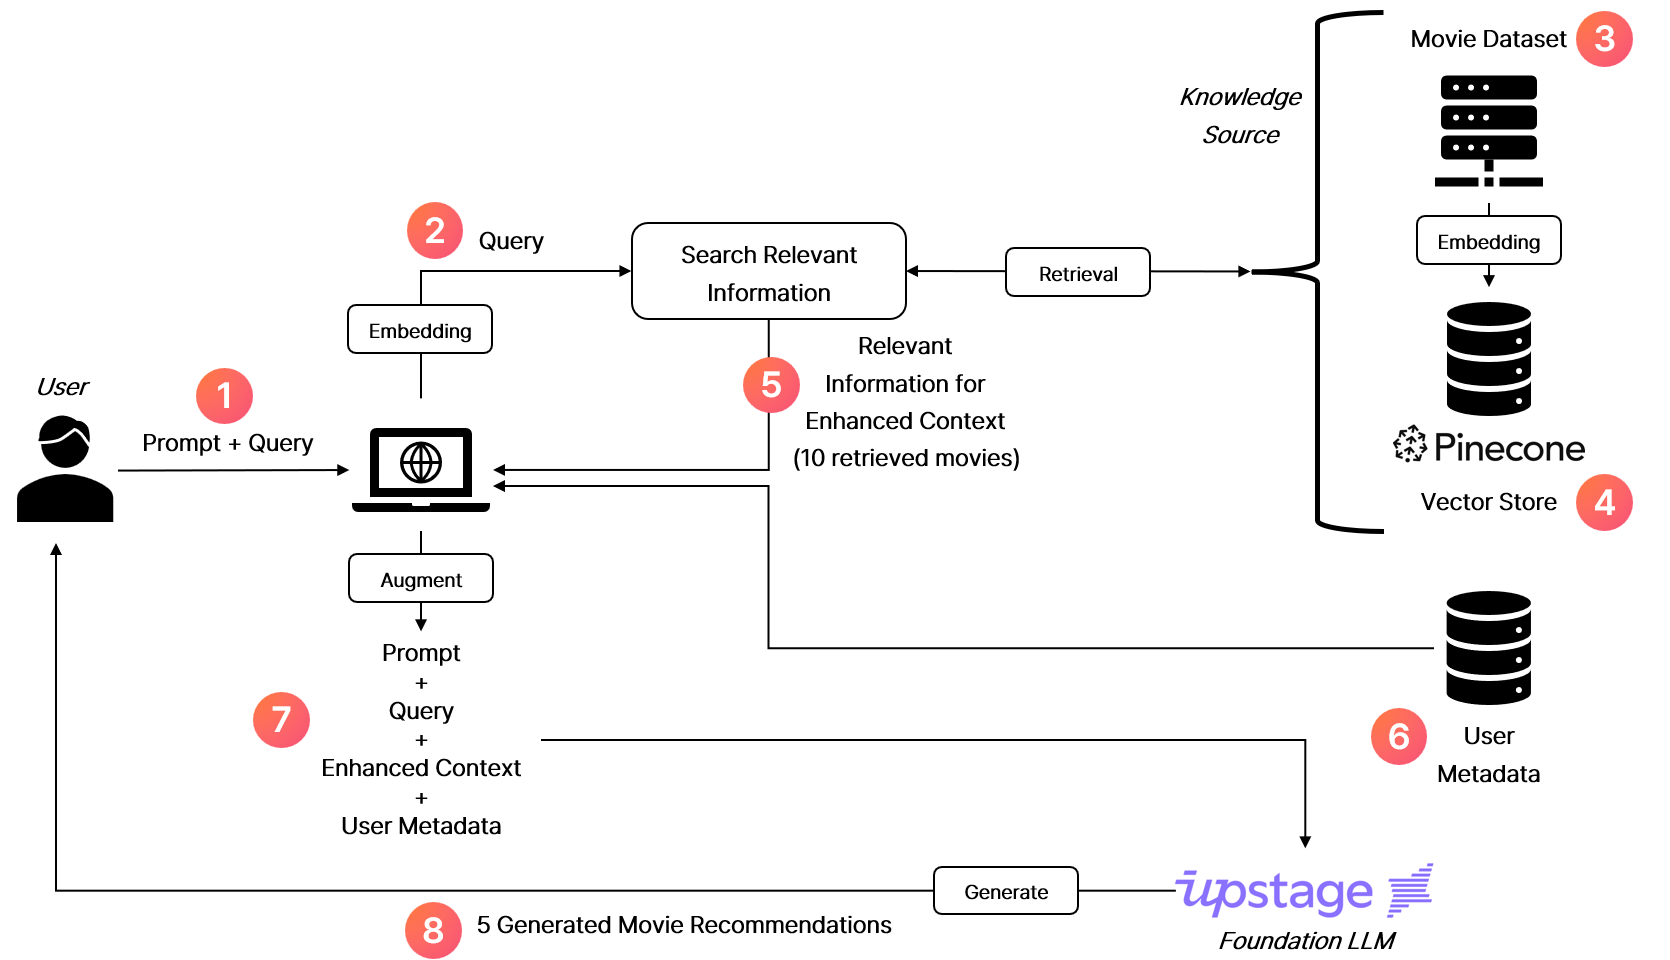 Movie Dataset 3
Knowledge
Source
Embedding
2 Query
Search Relevant
Information
Retrieval
Embedding
Pinecone
Vector Store 4
User
1
Prompt + Query
5
Relevant
Information for
Enhanced Context
(10 retrieved movies)
Augment
Prompt
+
Query
+
Enhanced Context
+
User Metadata
7
6
User
Metadata
upstage
Foundation LLM
Generate
8 5 Generated Movie Recommendations